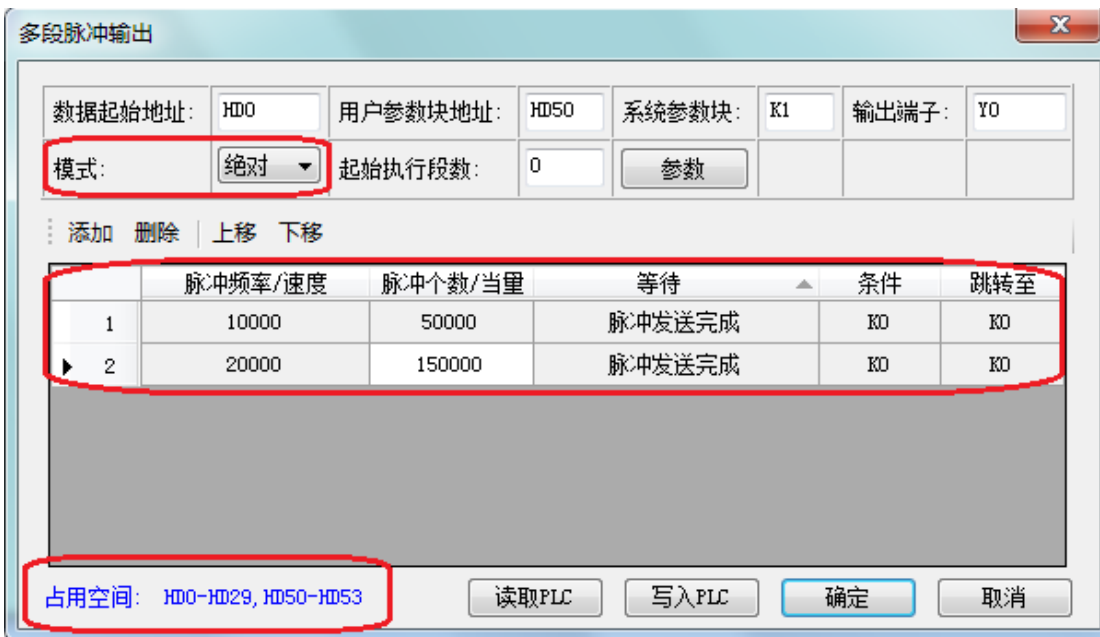 多段脉冲输出
数据起始地址： HD0 用户参数块地址： HD50 系统参数块： K1 输出端子： Y0
模式： 绝对 起始执行段数： 0 参数
添加 删除 上移 下移
脉冲频率/速度 脉冲个数/当量 等待 条件 跳转至
1 10000 50000 脉冲发送完成 K0 K0
2 20000 150000 脉冲发送完成 K0 K0
占用空间： HD0-HD29,HD50-HD53 读取PLC 写入PLC 确定 取消